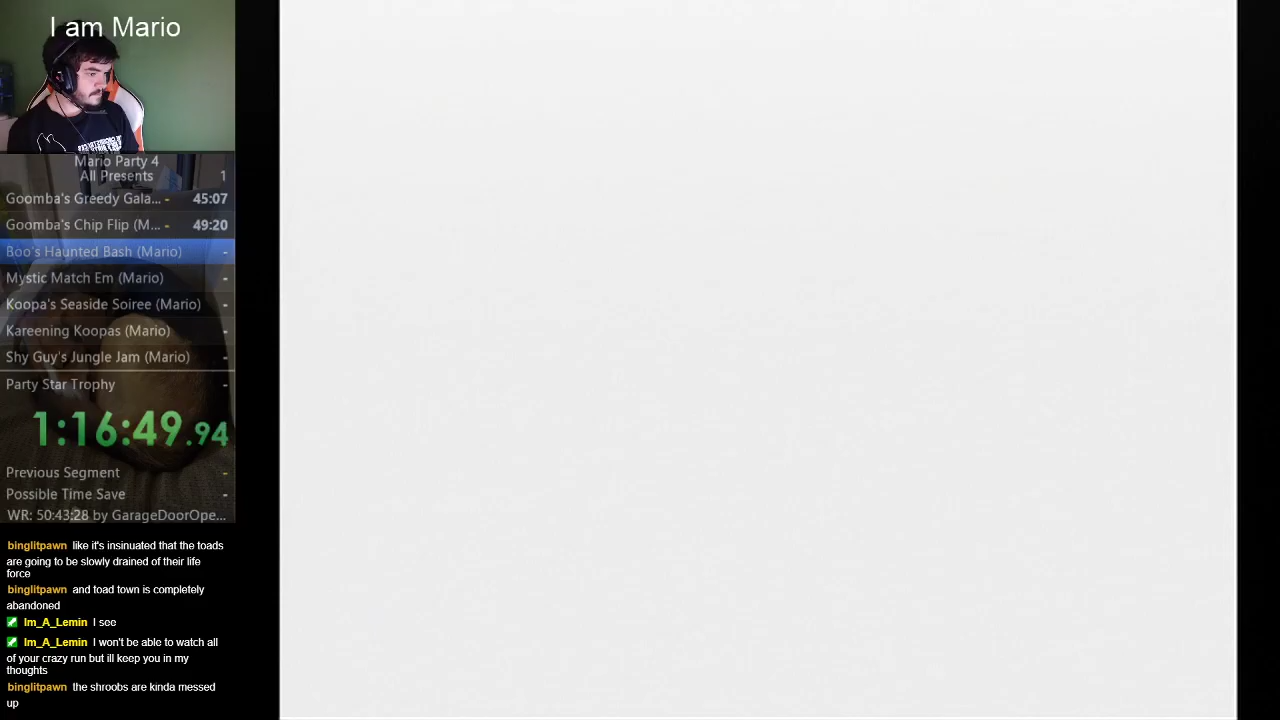 I am Mario
Mario Party 4
All Presents 1
Goomba's Greedy Gala... - 45:07
Goomba's Chip Flip (M... - 49:20
Boo's Haunted Bash (Mario) -
Mystic Match Em (Mario) -
Koopa's Seaside Soiree (Mario) -
Kareening Koopas (Mario) -
Shy Guy's Jungle Jam (Mario) -
Party Star Trophy -
1:16:49.94
Previous Segment -
Possible Time Save -
WR: 50:43:28 by GarageDoorOpe...
binglitpawn like it's insinuated that the toads
are going to be slowly drained of their life
force
binglitpawn and toad town is completely
abandoned
Im_A_Lemin I see
Im_A_Lemin I won't be able to watch all
of your crazy run but ill keep you in my
thoughts
binglitpawn the shroobs are kinda messed
up